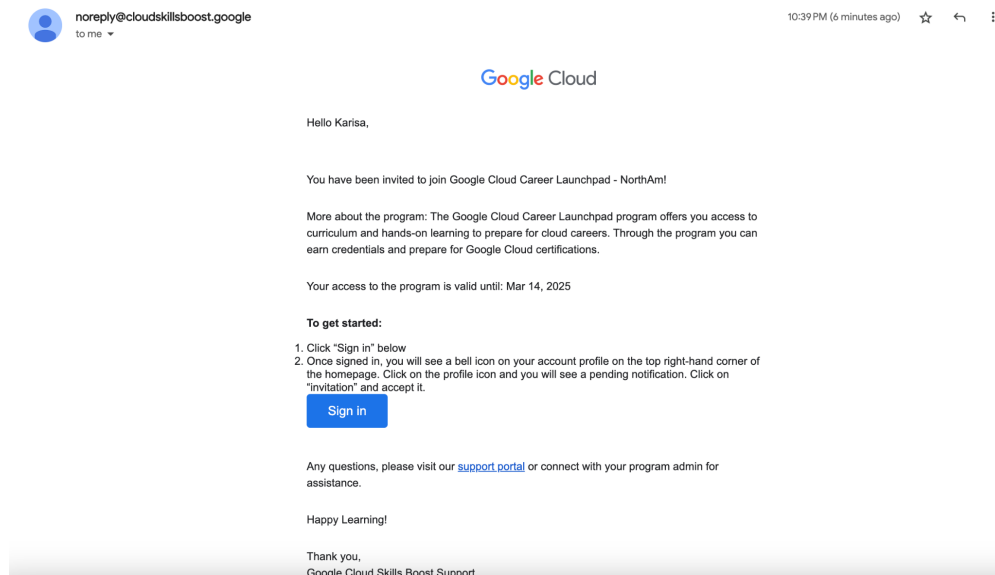 noreply@cloudskillsboost.google
10:39 PM (6 minutes ago)
to me
Google Cloud
Hello Karisa,
You have been invited to join Google Cloud Career Launchpad - NorthAm!
More about the program: The Google Cloud Career Launchpad program offers you access to
curriculum and hands-on learning to prepare for cloud careers. Through the program you can
earn credentials and prepare for Google Cloud certifications.
Your access to the program is valid until: Mar 14, 2025
To get started:
1. Click “Sign in” below
2. Once signed in, you will see a bell icon on your account profile on the top right-hand corner of
the homepage. Click on the profile icon and you will see a pending notification. Click on
“invitation” and accept it.
Sign in
Any questions, please visit our support portal or connect with your program admin for
assistance.
Happy Learning!
Thank you,
Google Cloud Skills Boost Support